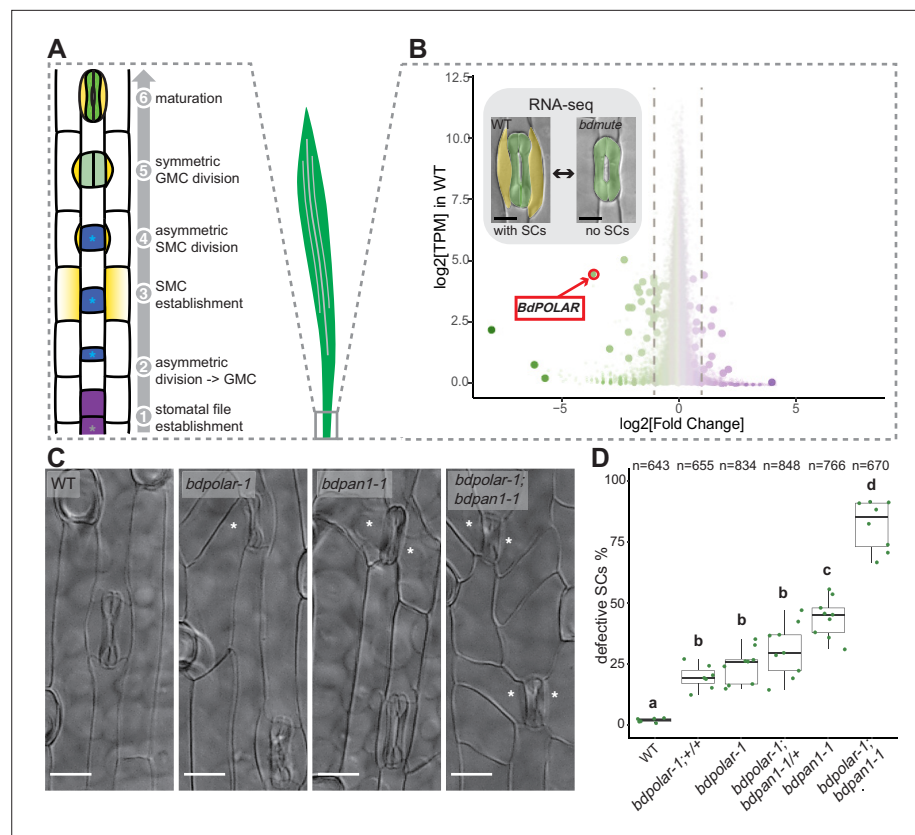 A
6 maturation
5 symmetric
GMC division
4 asymmetric
SMC division
3 SMC
establishment
2 asymmetric
division -> GMC
1 stomatal file
establishment
B
12.5
10.0
7.5
5.0
2.5
0.0
log2[TPM] in WT
RNA-seq
WT
bdmute
with SCs
no SCs
BdPOLAR
−5
0
5
log2[Fold Change]
C
WT
bdpolar-1
bdpan1-1
bdpolar-1;
bdpan1-1
D
n=643 n=655 n=834 n=848 n=766 n=670
100
75
50
25
0
defective SCs %
a
b
b
b
c
d
WT
bdpolar-1;+/+
bdpolar-1
bdpolar-1;
bdpan1-1/+
bdpan1-1
bdpolar-1;
bdpan1-1